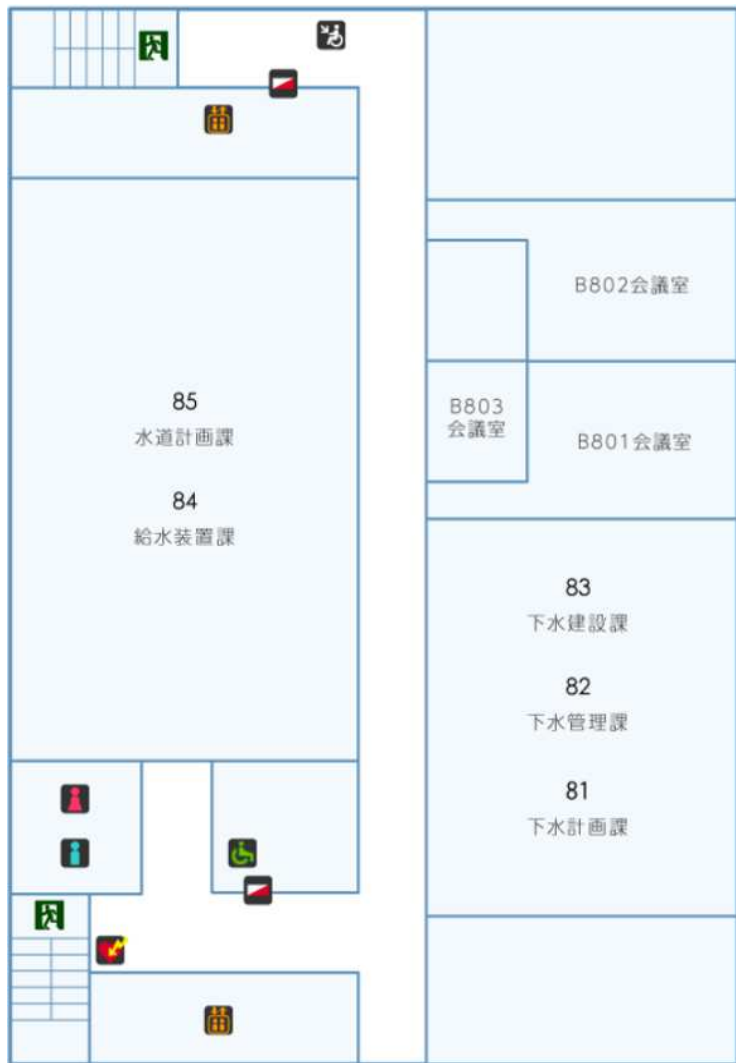 B802会議室
85
水道計画課
B803
会議室
B801会議室
84
給水装置課
83
下水建設課
82
下水管理課
81
下水計画課